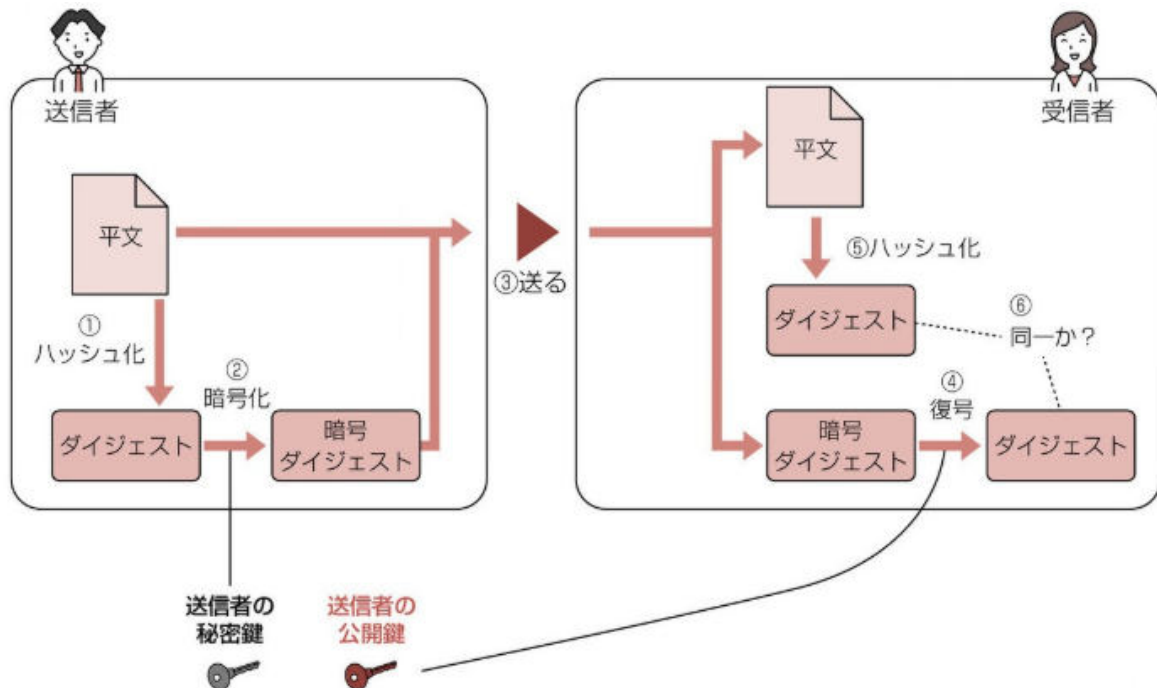 送信者
受信者
平文
平文
③送る
⑤ハッシュ化
①
ハッシュ化
ダイジェスト
⑥
同一か？
②
暗号化
④
復号
ダイジェスト
暗号
ダイジェスト
暗号
ダイジェスト
ダイジェスト
送信者の
秘密鍵
送信者の
公開鍵